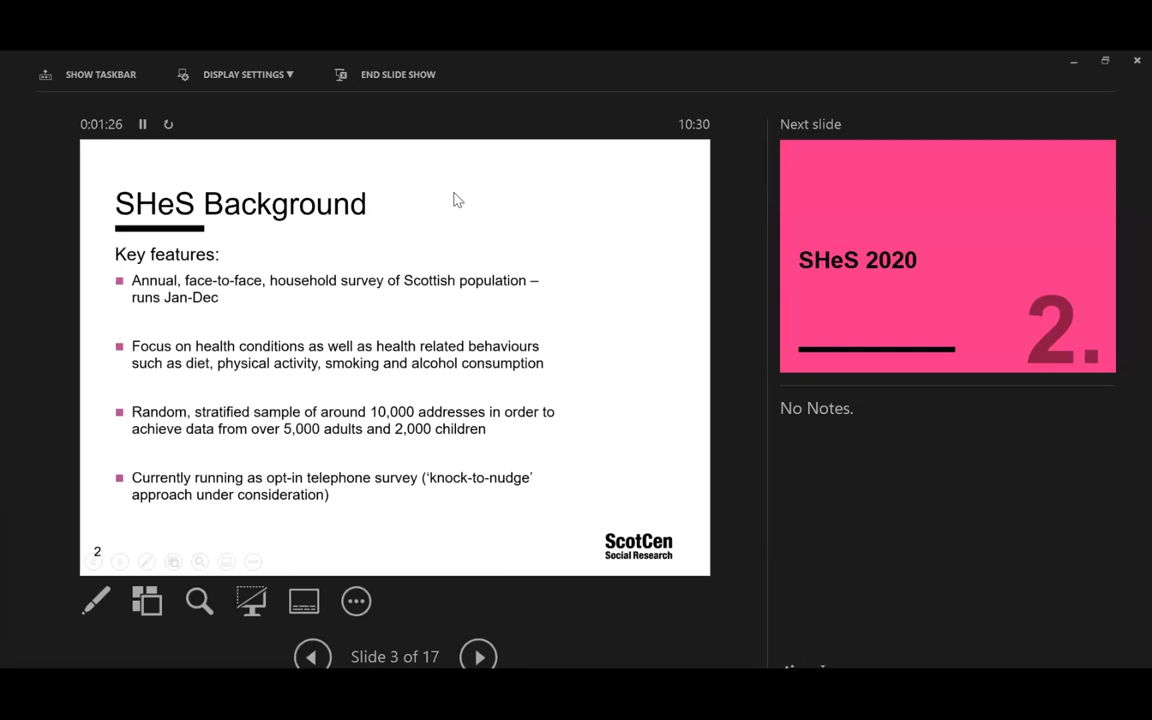 SHOW TASKBAR
DISPLAY SETTINGS ▼
END SLIDE SHOW
0:01:26
10:30
SHeS Background
Key features:
Annual, face-to-face, household survey of Scottish population –
runs Jan-Dec
Focus on health conditions as well as health related behaviours
such as diet, physical activity, smoking and alcohol consumption
Random, stratified sample of around 10,000 addresses in order to
achieve data from over 5,000 adults and 2,000 children
Currently running as opt-in telephone survey (‘knock-to-nudge’
approach under consideration)
2
ScotCen
Social Research
Slide 3 of 17
Next slide
SHeS 2020
2.
No Notes.